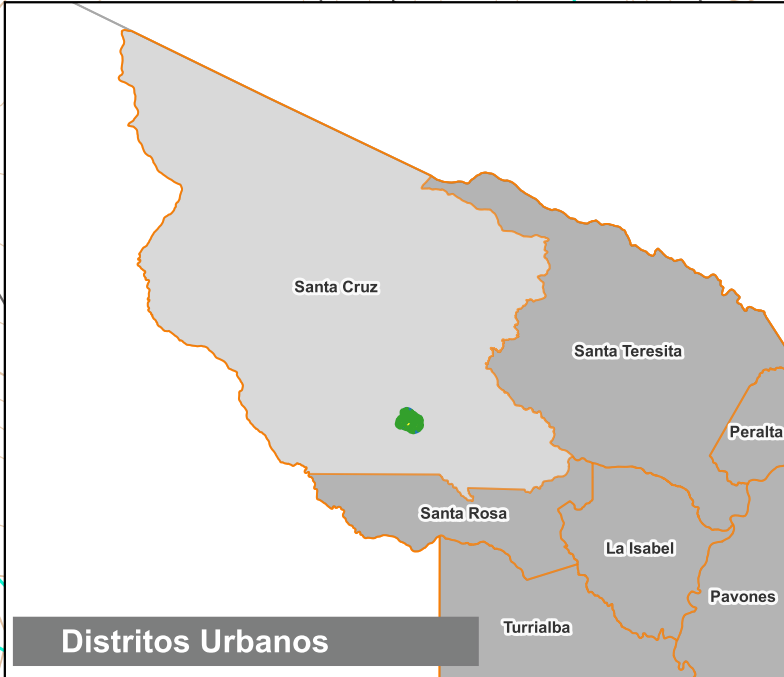 Santa Cruz
Santa Teresita
Peralta
Santa Rosa
La Isabel
Pavones
Turrialba
Distritos Urbanos